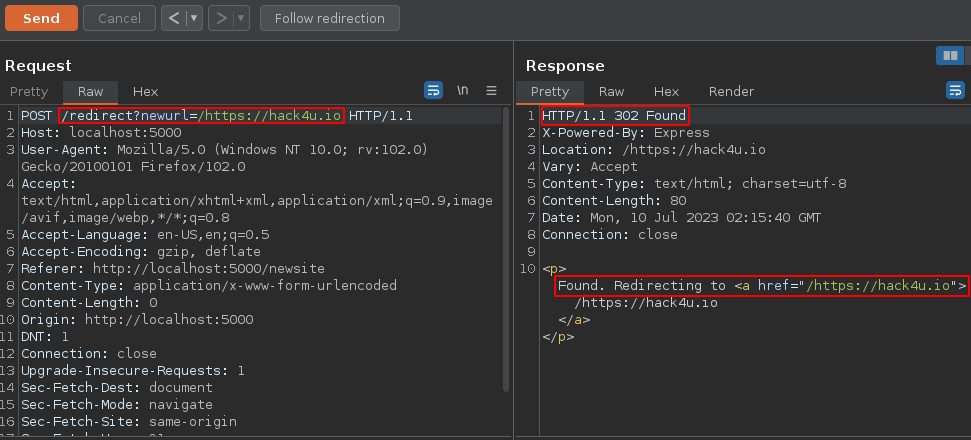 Send Cancel < ▼ > ▼ Follow redirection
Request
Pretty Raw Hex \n
1 POST /redirect?newurl=/https://hack4u.io HTTP/1.1
2 Host: localhost:5000
3 User-Agent: Mozilla/5.0 (Windows NT 10.0; rv:102.0)
Gecko/20100101 Firefox/102.0
4 Accept:
text/html,application/xhtml+xml,application/xml;q=0.9,image
/avif,image/webp,*/*;q=0.8
5 Accept-Language: en-US,en;q=0.5
6 Accept-Encoding: gzip, deflate
7 Referer: http://localhost:5000/newsite
8 Content-Type: application/x-www-form-urlencoded
9 Content-Length: 0
10 Origin: http://localhost:5000
11 DNT: 1
12 Connection: close
13 Upgrade-Insecure-Requests: 1
14 Sec-Fetch-Dest: document
15 Sec-Fetch-Mode: navigate
16 Sec-Fetch-Site: same-origin
Response
Pretty Raw Hex Render
1 HTTP/1.1 302 Found
2 X-Powered-By: Express
3 Location: /https://hack4u.io
4 Vary: Accept
5 Content-Type: text/html; charset=utf-8
6 Content-Length: 80
7 Date: Mon, 10 Jul 2023 02:15:40 GMT
8 Connection: close
9
10 <p>
Found. Redirecting to <a href="/https://hack4u.io">
/https://hack4u.io
</a>
</p>